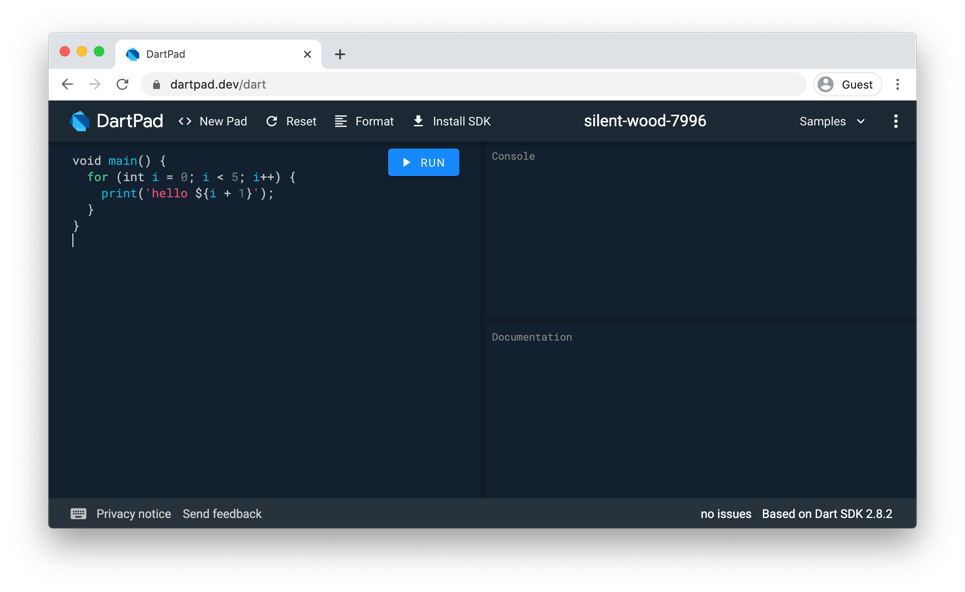 DartPad
dartpad.dev/dart
Guest
DartPad
New Pad
Reset
Format
Install SDK
silent-wood-7996
Samples
void main() {
  for (int i = 0; i < 5; i++) {
    print('hello ${i + 1}');
  }
}
RUN
Console
Documentation
Privacy notice
Send feedback
no issues
Based on Dart SDK 2.8.2